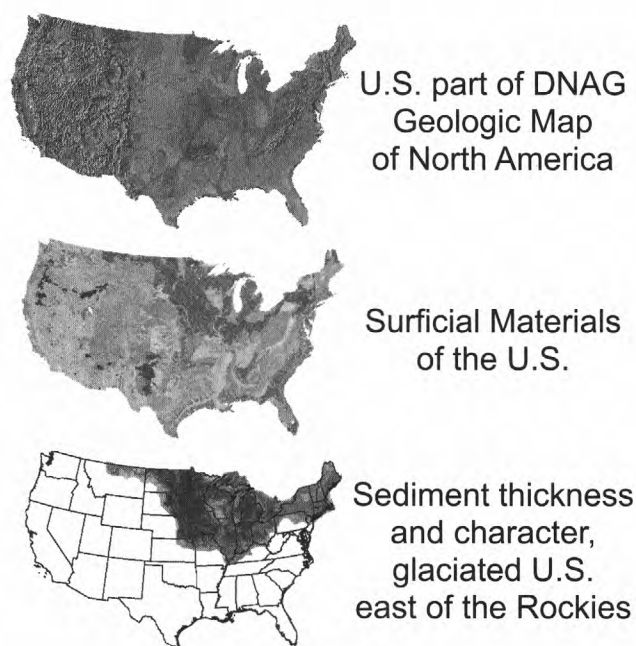 U.S. part of DNAG
Geologic Map
of North America
Surficial Materials
of the U.S.
Sediment thickness
and character,
glaciated U.S.
east of the Rockies